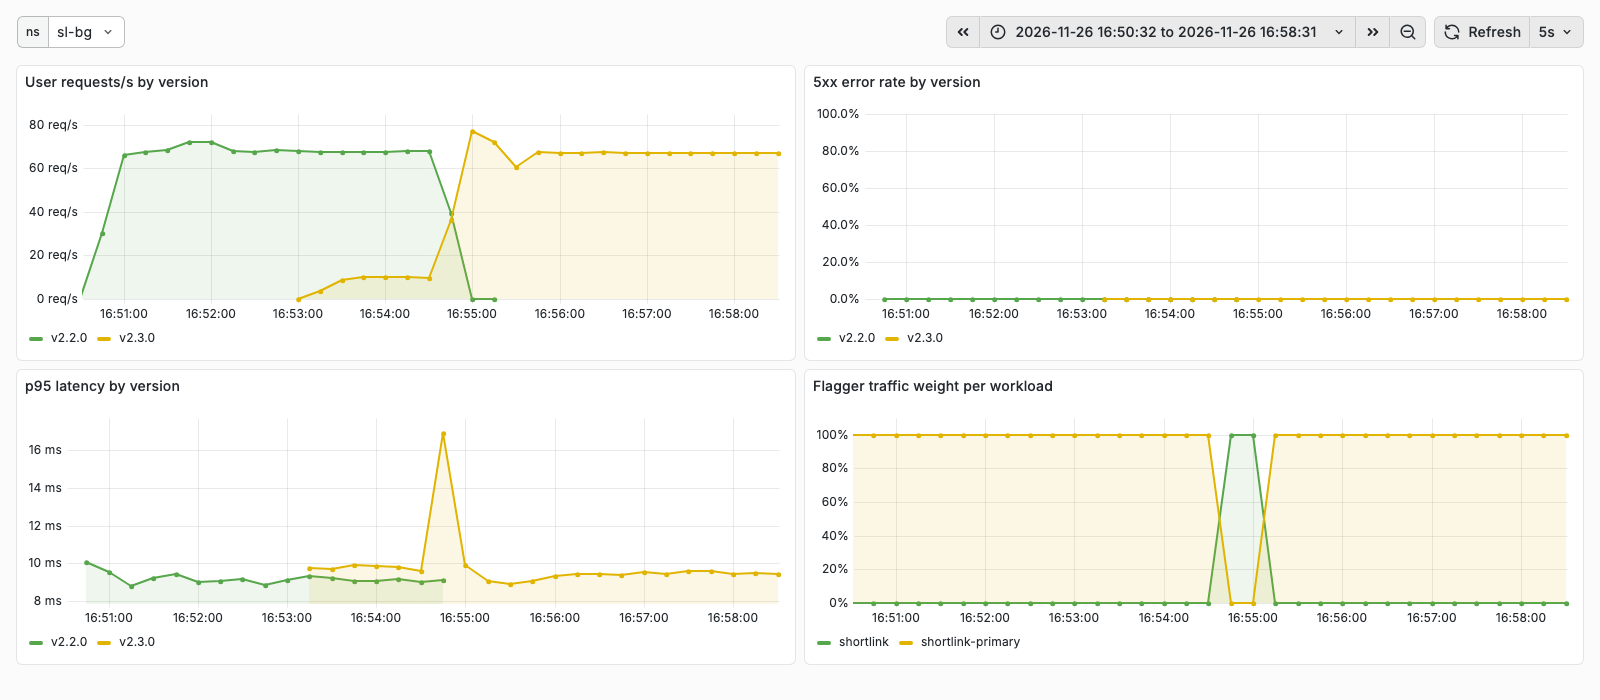 ns sl-bg 2026-11-26 16:50:32 to 2026-11-26 16:58:31 Refresh 5s
User requests/s by version
80 req/s
60 req/s
40 req/s
20 req/s
0 req/s
16:51:00 16:52:00 16:53:00 16:54:00 16:55:00 16:56:00 16:57:00 16:58:00
v2.2.0 v2.3.0
5xx error rate by version
100.0%
80.0%
60.0%
40.0%
20.0%
0.0%
16:51:00 16:52:00 16:53:00 16:54:00 16:55:00 16:56:00 16:57:00 16:58:00
v2.2.0 v2.3.0
p95 latency by version
16 ms
14 ms
12 ms
10 ms
8 ms
16:51:00 16:52:00 16:53:00 16:54:00 16:55:00 16:56:00 16:57:00 16:58:00
v2.2.0 v2.3.0
Flagger traffic weight per workload
100%
80%
60%
40%
20%
0%
16:51:00 16:52:00 16:53:00 16:54:00 16:55:00 16:56:00 16:57:00 16:58:00
shortlink shortlink-primary